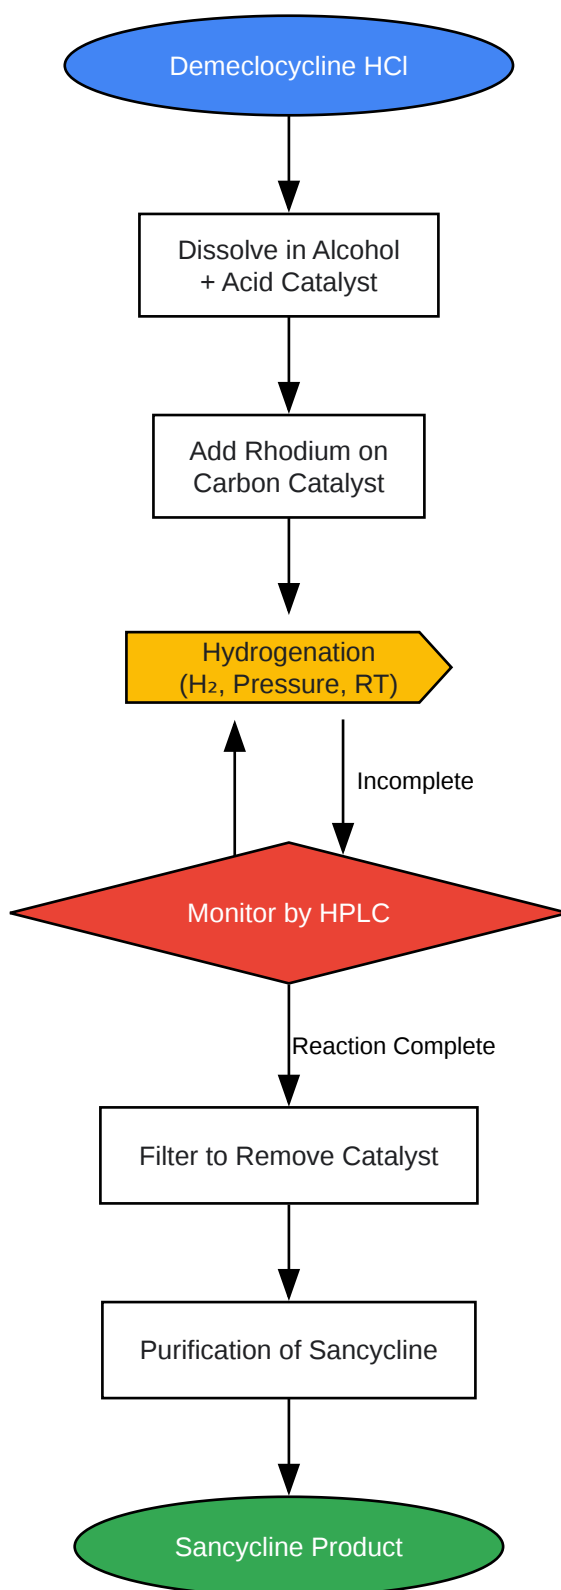 Demeclocycline HCl
Dissolve in Alcohol
+ Acid Catalyst
Add Rhodium on
Carbon Catalyst
Hydrogenation
(H₂, Pressure, RT)
Incomplete
Monitor by HPLC
Reaction Complete
Filter to Remove Catalyst
Purification of Sancycline
Sancycline Product